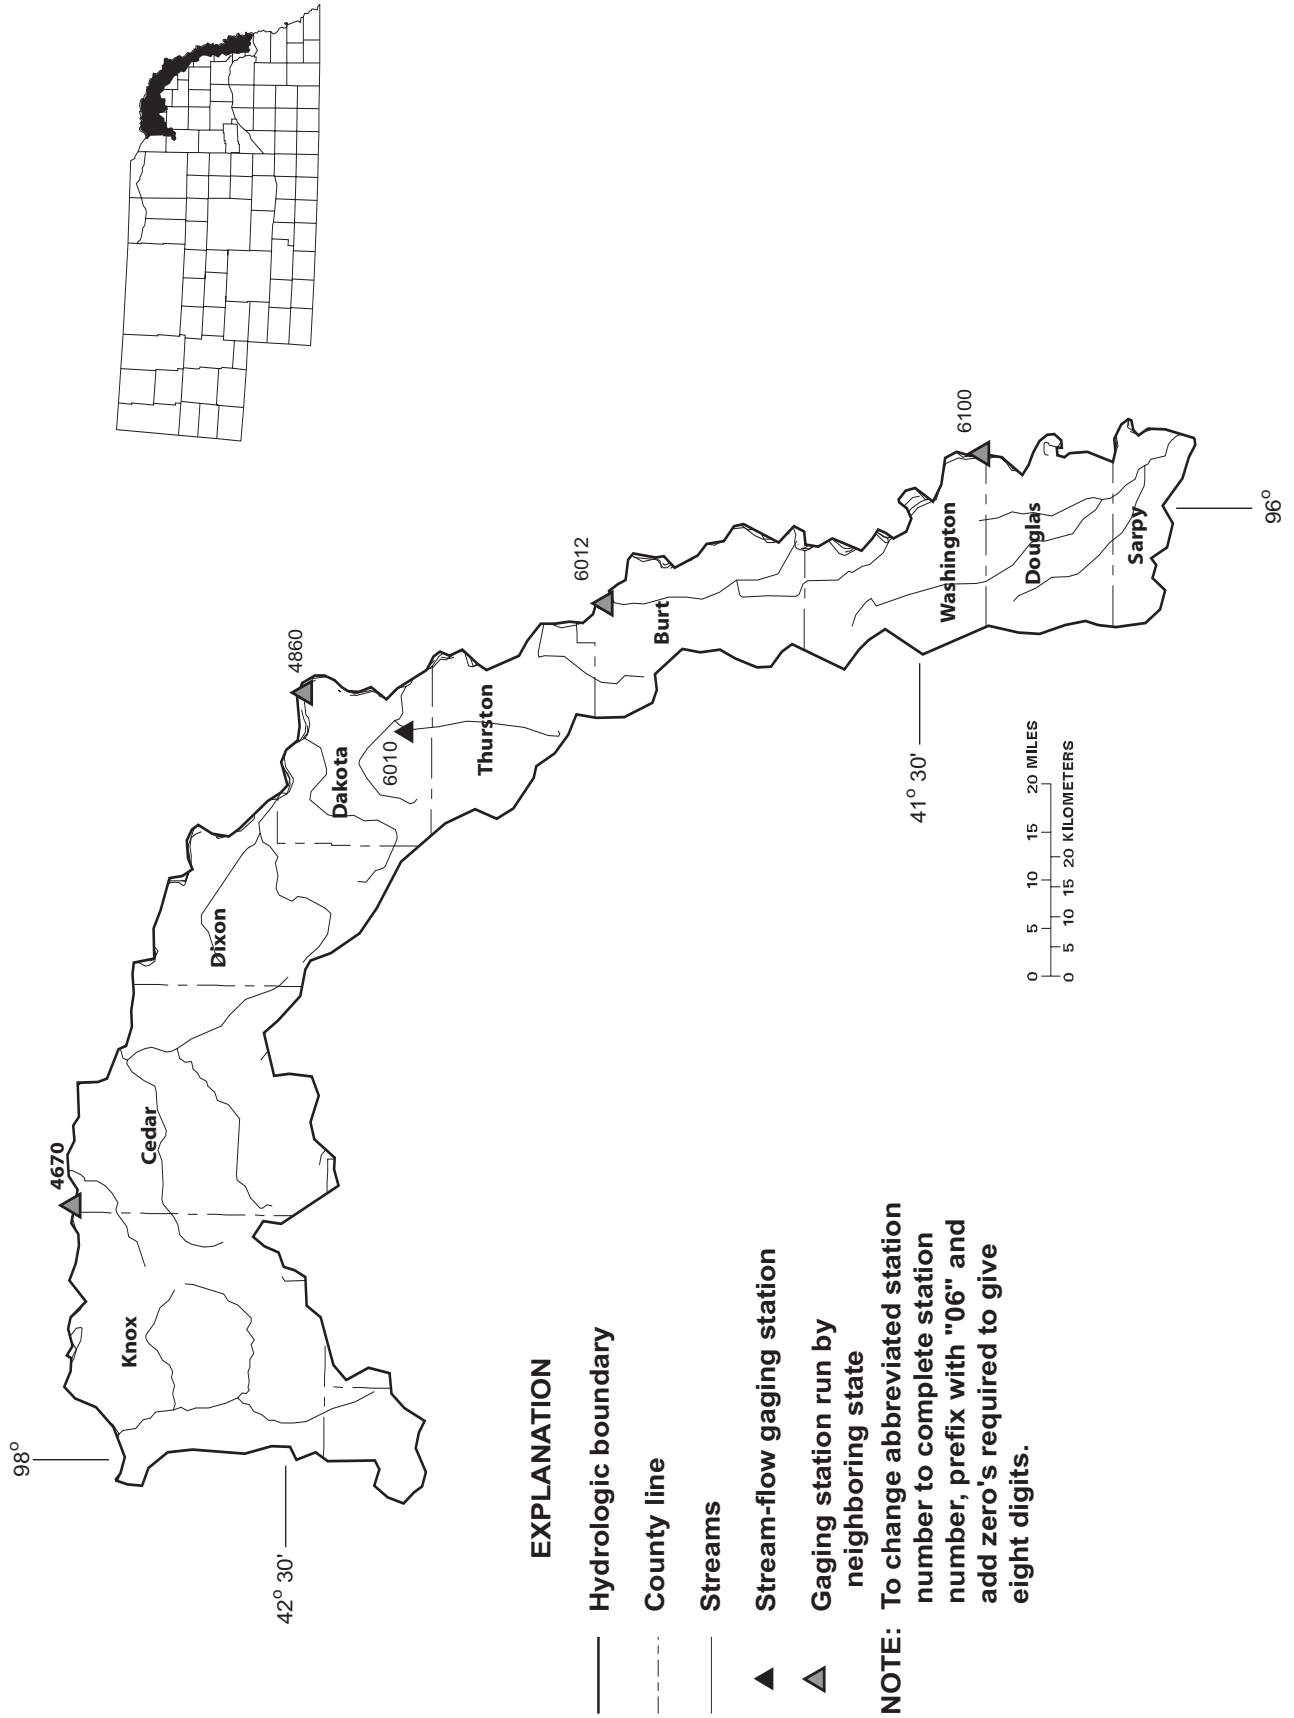 98°
42° 30'
4670
Knox
Cedar
Dixon
4860
Dakota
6010
Thurston
6012
Burt
6100
Washington
Douglas
Sarpy
41° 30'
96°
0 5 10 15 20 MILES
0 5 10 15 20 KILOMETERS
EXPLANATION
Hydrologic boundary
County line
Streams
Stream-flow gaging station
Gaging station run by
neighboring state
NOTE: To change abbreviated station
number to complete station
number, prefix with "06" and
add zero's required to give
eight digits.